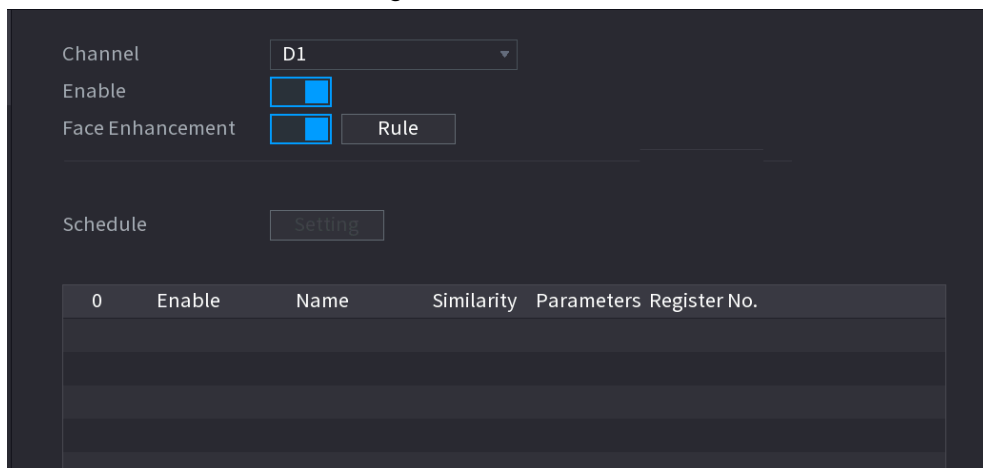 Channel D1
Enable
Face Enhancement Rule
Schedule Setting
0 Enable Name Similarity Parameters Register No.